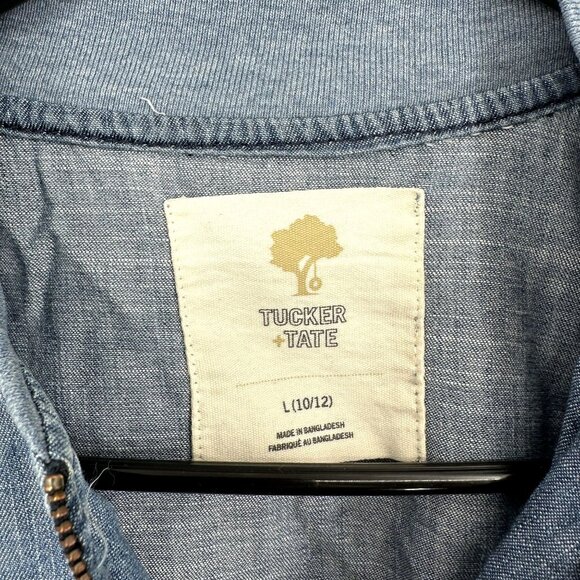 TUCKER
+TATE
L (10/12)
MADE IN BANGLADESH
FABRIQUÉ AU BANGLADESH